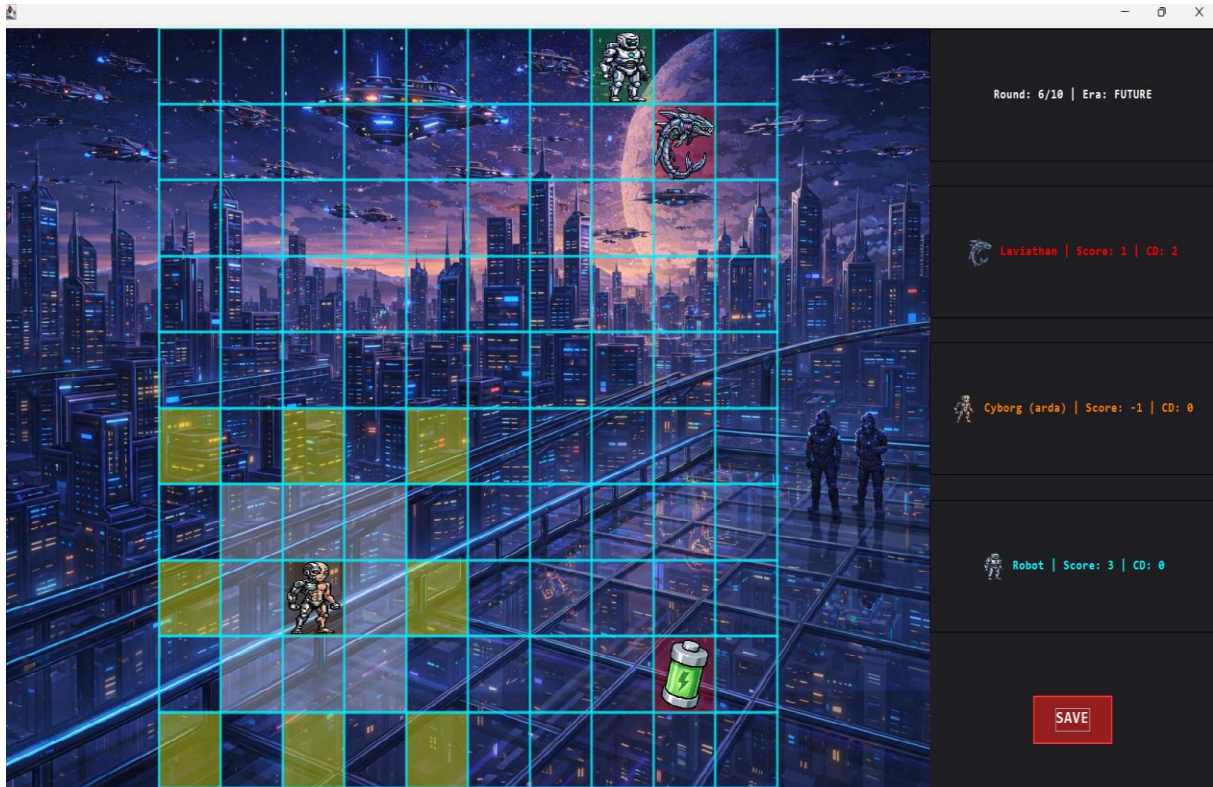 Round: 6/10 | Era: FUTURE
Leviathan | Score: 1 | CD: 2
Cyborg (arda) | Score: -1 | CD: 0
Robot | Score: 3 | CD: 0
SAVE